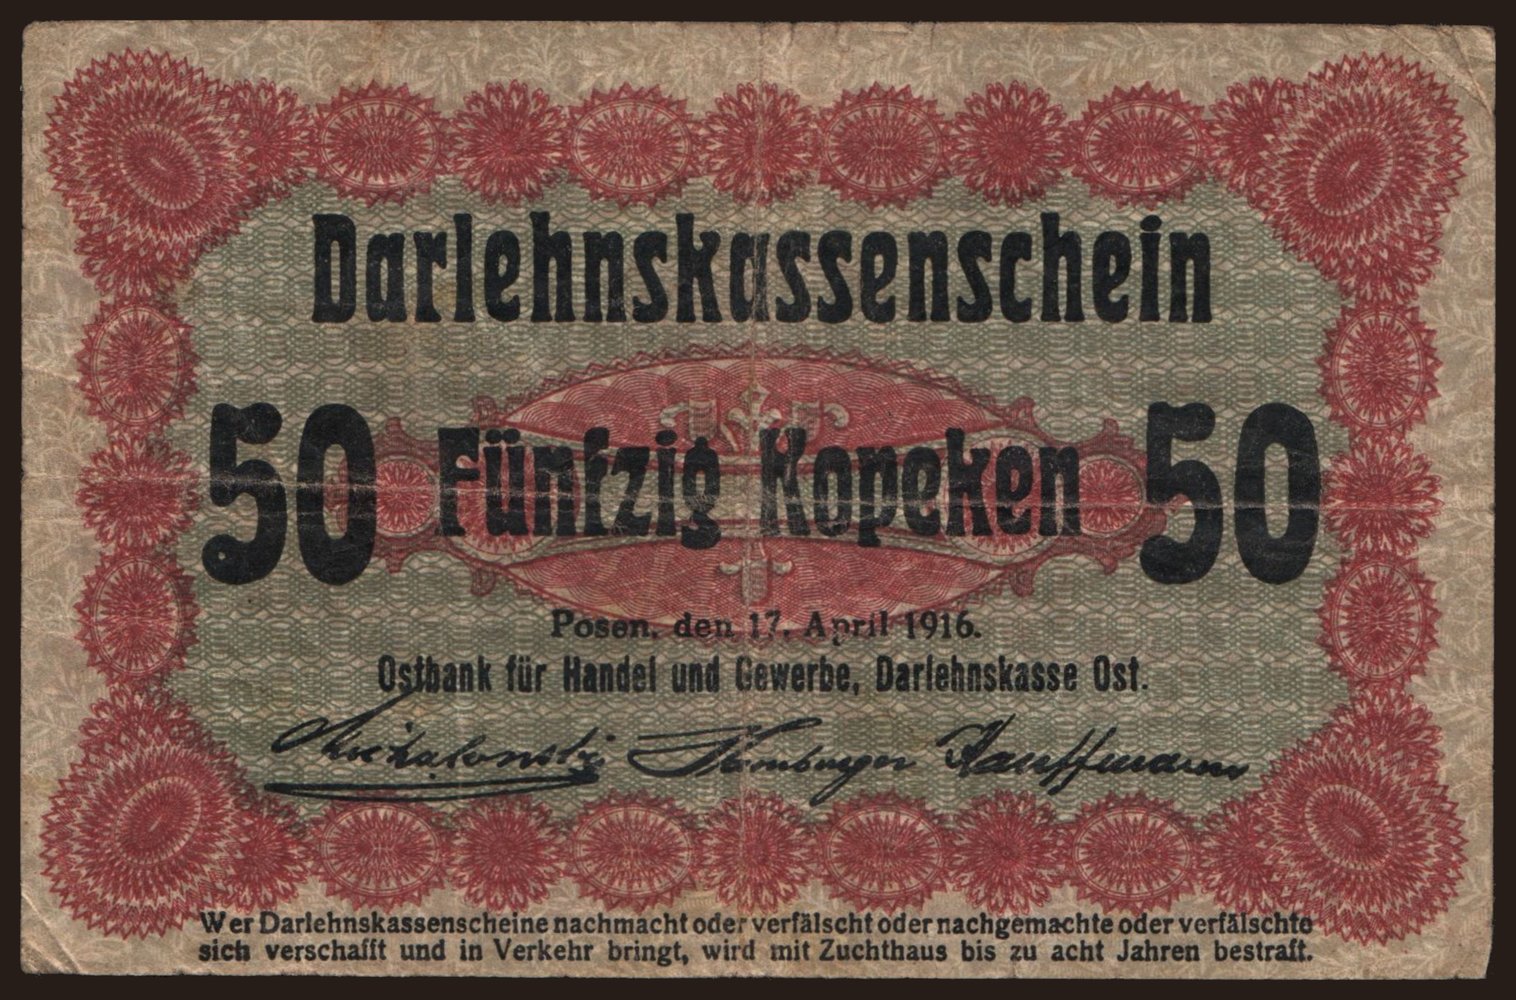 Darlehnskassenschein
50 Fünfzig Kopeken 50
Posen, den 17. April 1916.
Ostbank für Handel und Gewerbe, Darlehnskasse Ost.
Kauffmann
Wer Darlehnskassenscheine nachmacht oder verfälscht oder nachgemachte oder verfälschte
sich verschafft und in Verkehr bringt, wird mit Zuchthaus bis zu acht Jahren bestraft.